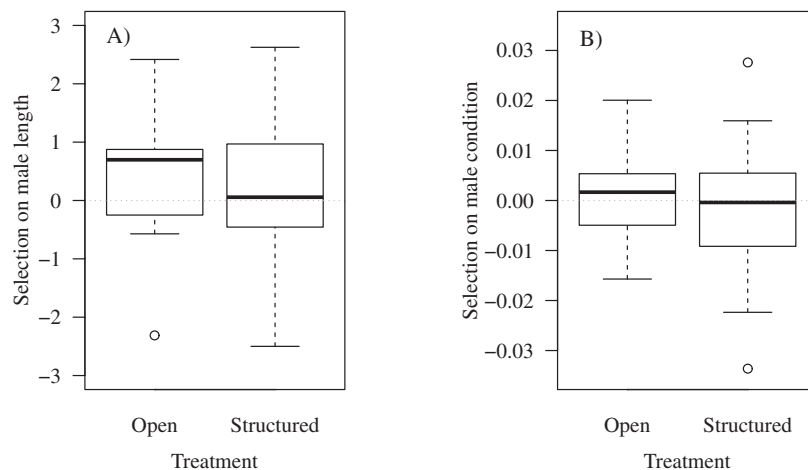 A)
Selection on male length
3
2
1
0
−1
−2
−3
Open Structured
Treatment
B)
Selection on male condition
0.03
0.02
0.01
0.00
−0.01
−0.02
−0.03
Open Structured
Treatment